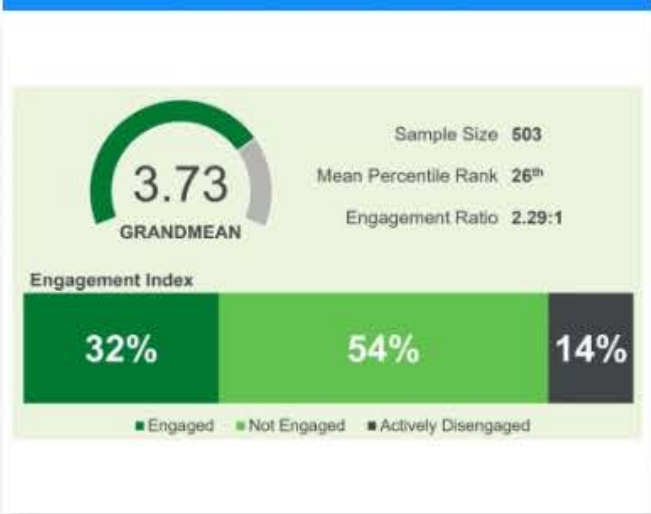 3.73
GRANDMEAN
Sample Size 503
Mean Percentile Rank 26th
Engagement Ratio 2.29:1
Engagement Index
32% 54% 14%
Engaged Not Engaged Actively Disengaged